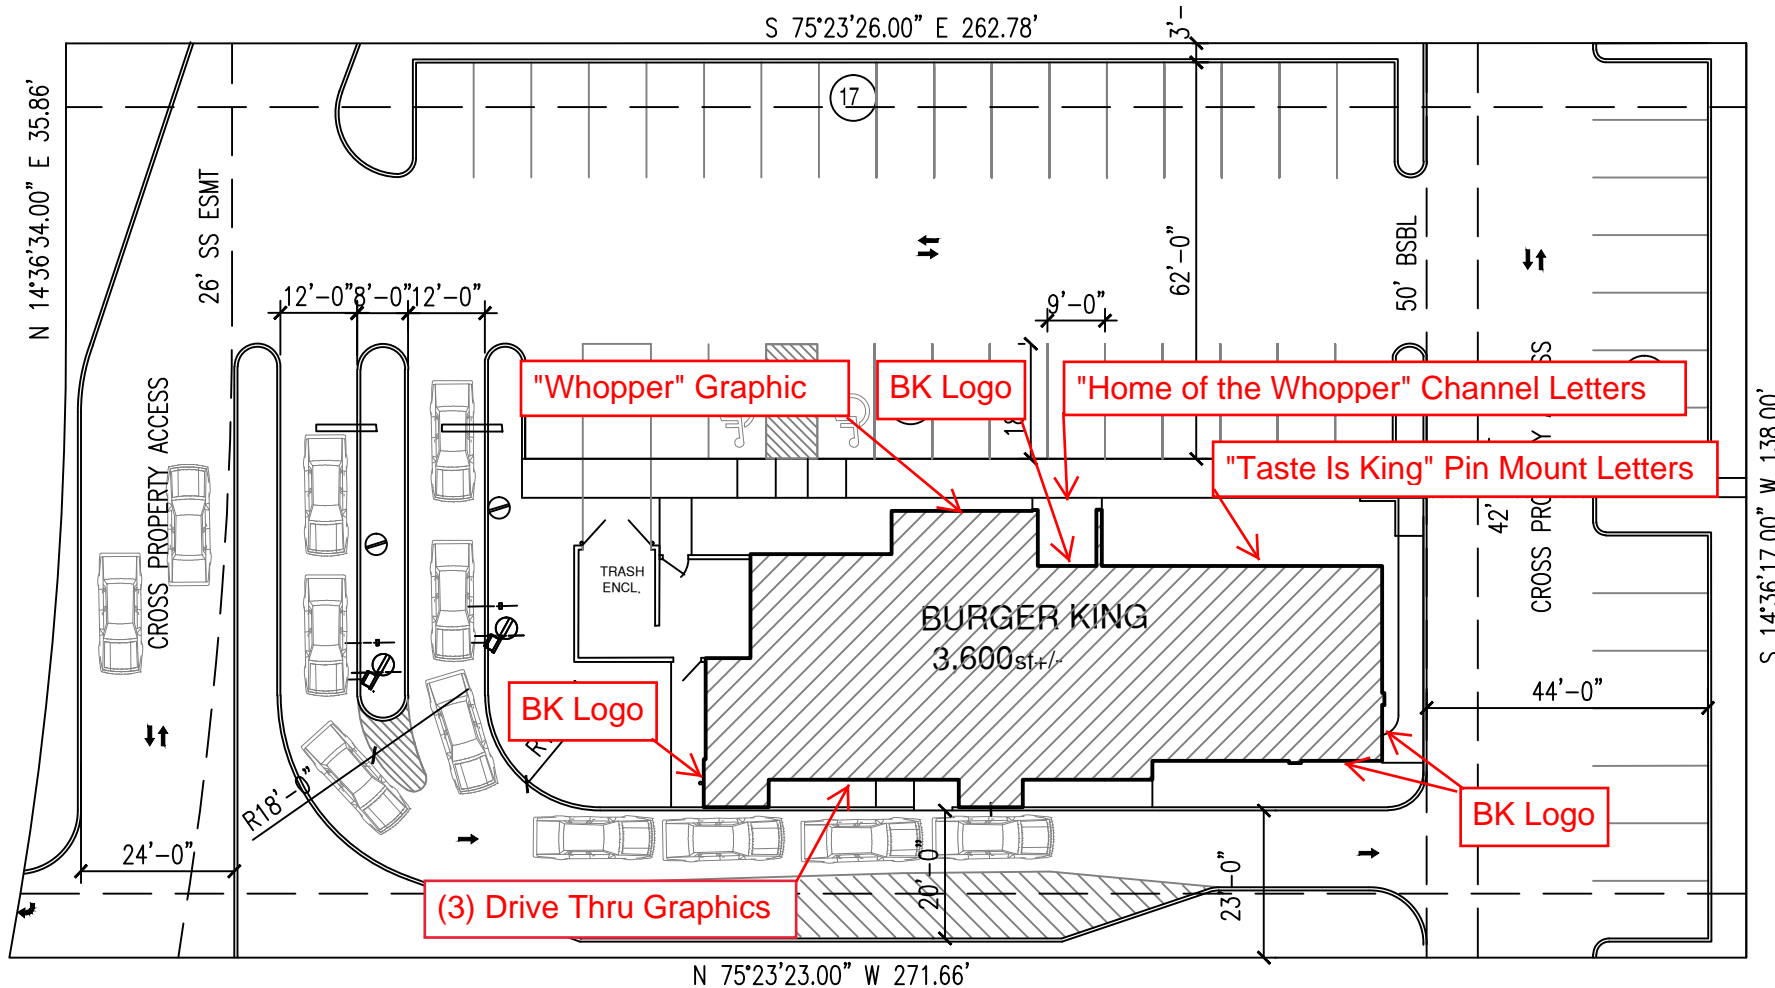 S 75°23'26.00" E 262.78'
3'-
N 14°36'34.00" E 35.86'
17
26' SS ESMT
50' BSBL
62'-0"
12'-0"
8'-0"
12'-0"
9'-0"
"Whopper" Graphic
BK Logo
"Home of the Whopper" Channel Letters
"Taste Is King" Pin Mount Letters
CROSS PROPERTY ACCESS
42'
S 14°36'17.00" W 138.00'
TRASH
ENCL.
BURGER KING
3,600sf+/-
BK Logo
44'-0"
R18'-0"
BK Logo
24'-0"
20'-0"
23'-0"
(3) Drive Thru Graphics
N 75°23'23.00" W 271.66'